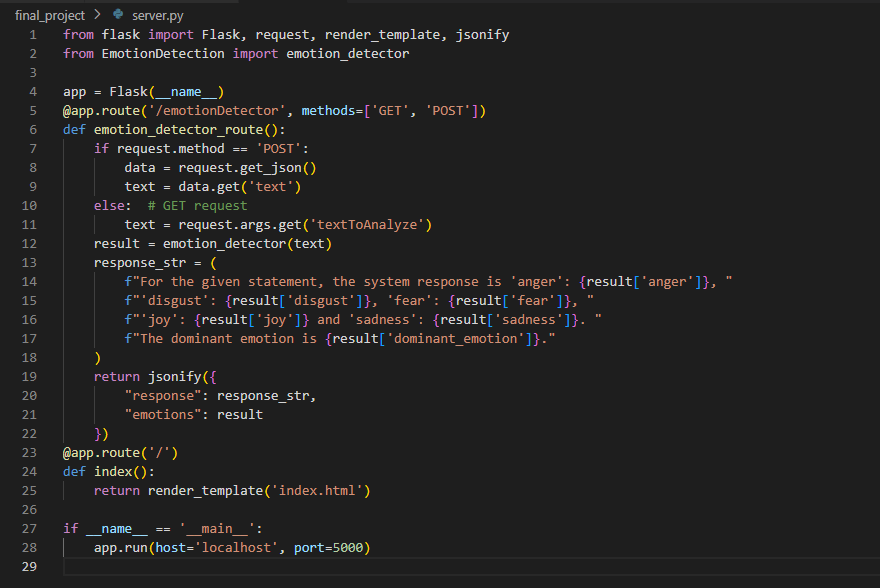 final_project > server.py
1 from flask import Flask, request, render_template, jsonify
2 from EmotionDetection import emotion_detector
3
4 app = Flask(__name__)
5 @app.route('/emotionDetector', methods=['GET', 'POST'])
6 def emotion_detector_route():
7     if request.method == 'POST':
8         data = request.get_json()
9         text = data.get('text')
10     else:  # GET request
11         text = request.args.get('textToAnalyze')
12     result = emotion_detector(text)
13     response_str = (
14         f"For the given statement, the system response is 'anger': {result['anger']}, "
15         f"'disgust': {result['disgust']}, 'fear': {result['fear']}, "
16         f"'joy': {result['joy']} and 'sadness': {result['sadness']}. "
17         f"The dominant emotion is {result['dominant_emotion']}."
18     )
19     return jsonify({
20         "response": response_str,
21         "emotions": result
22     })
23 @app.route('/')
24 def index():
25     return render_template('index.html')
26
27 if __name__ == '__main__':
28     app.run(host='localhost', port=5000)
29